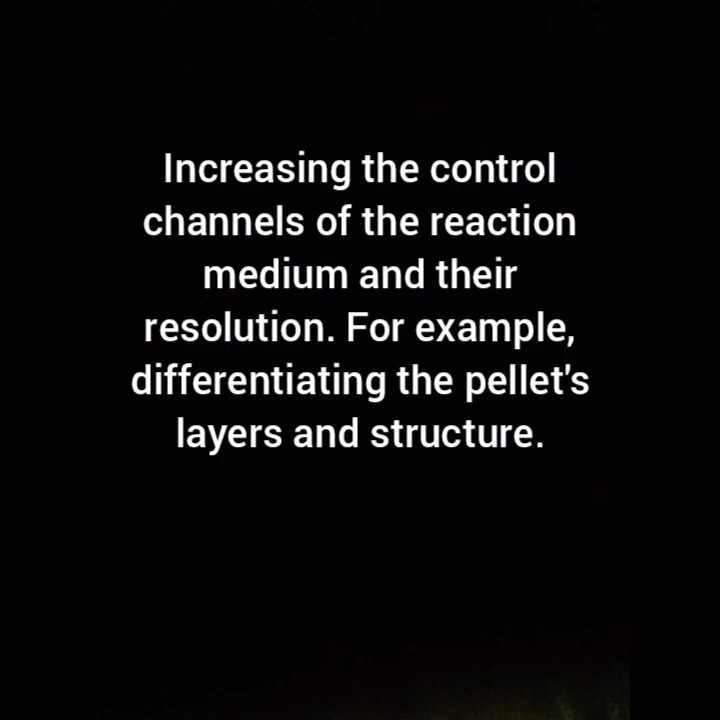 Increasing the control
channels of the reaction
medium and their
resolution. For example,
differentiating the pellet's
layers and structure.